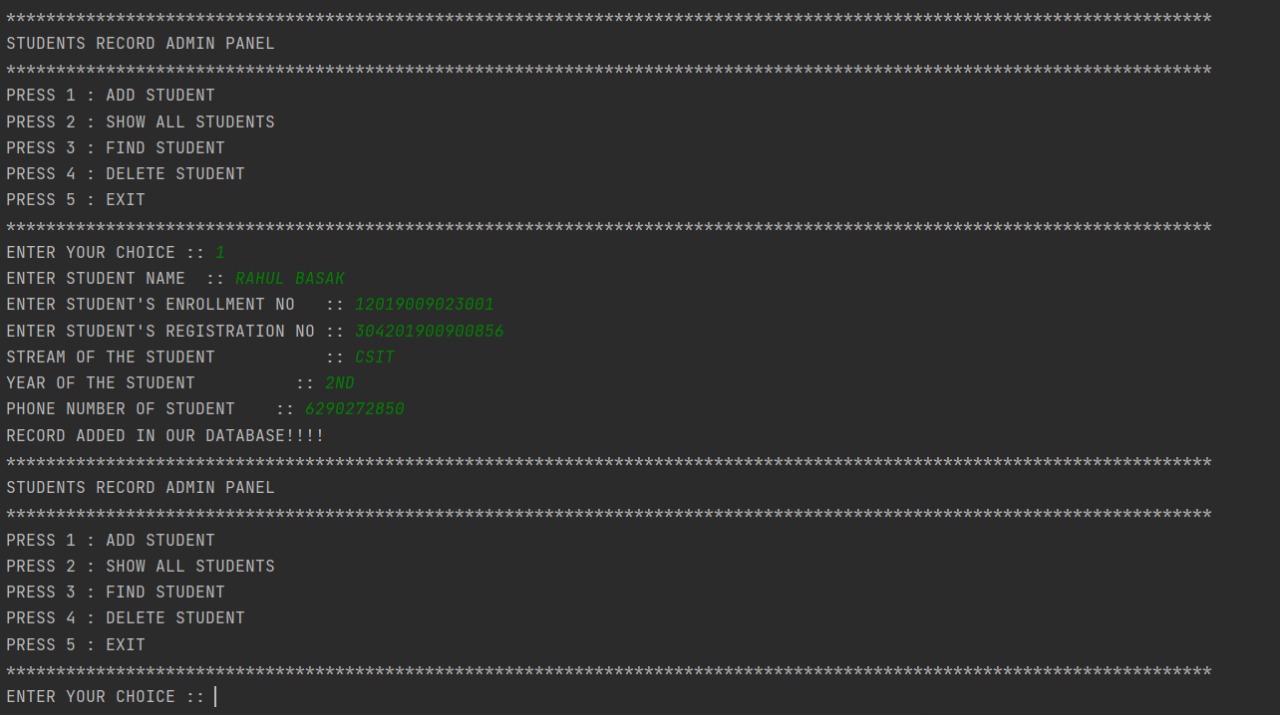 *************************************************************************************************************************
STUDENTS RECORD ADMIN PANEL
*************************************************************************************************************************
PRESS 1 : ADD STUDENT
PRESS 2 : SHOW ALL STUDENTS
PRESS 3 : FIND STUDENT
PRESS 4 : DELETE STUDENT
PRESS 5 : EXIT
*************************************************************************************************************************
ENTER YOUR CHOICE :: 1
ENTER STUDENT NAME  :: RAHUL BASAK
ENTER STUDENT'S ENROLLMENT NO   :: 12019009023001
ENTER STUDENT'S REGISTRATION NO :: 304201900900856
STREAM OF THE STUDENT           :: CSIT
YEAR OF THE STUDENT          :: 2ND
PHONE NUMBER OF STUDENT    :: 6290272850
RECORD ADDED IN OUR DATABASE!!!!
*************************************************************************************************************************
STUDENTS RECORD ADMIN PANEL
*************************************************************************************************************************
PRESS 1 : ADD STUDENT
PRESS 2 : SHOW ALL STUDENTS
PRESS 3 : FIND STUDENT
PRESS 4 : DELETE STUDENT
PRESS 5 : EXIT
*************************************************************************************************************************
ENTER YOUR CHOICE ::